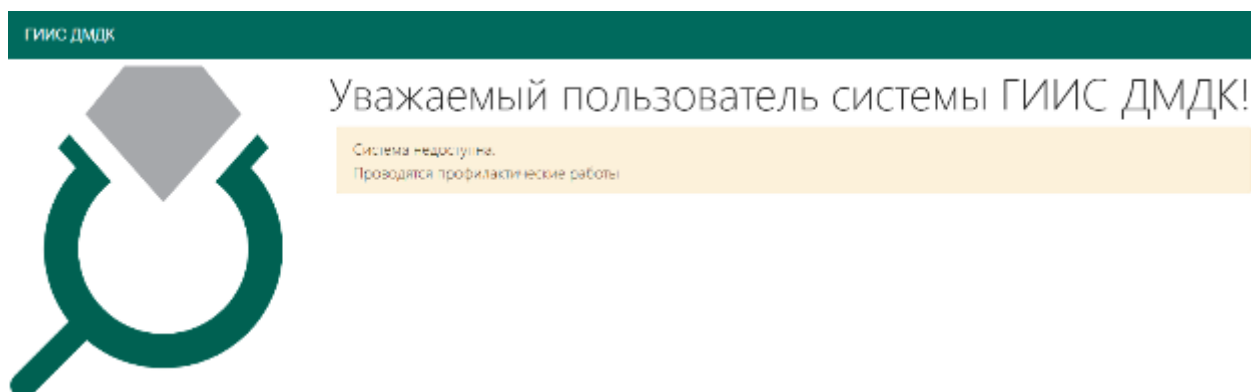 ГИИС ДМДК
Уважаемый пользователь системы ГИИС ДМДК!
Система недоступна.
Проводятся профилактические работы